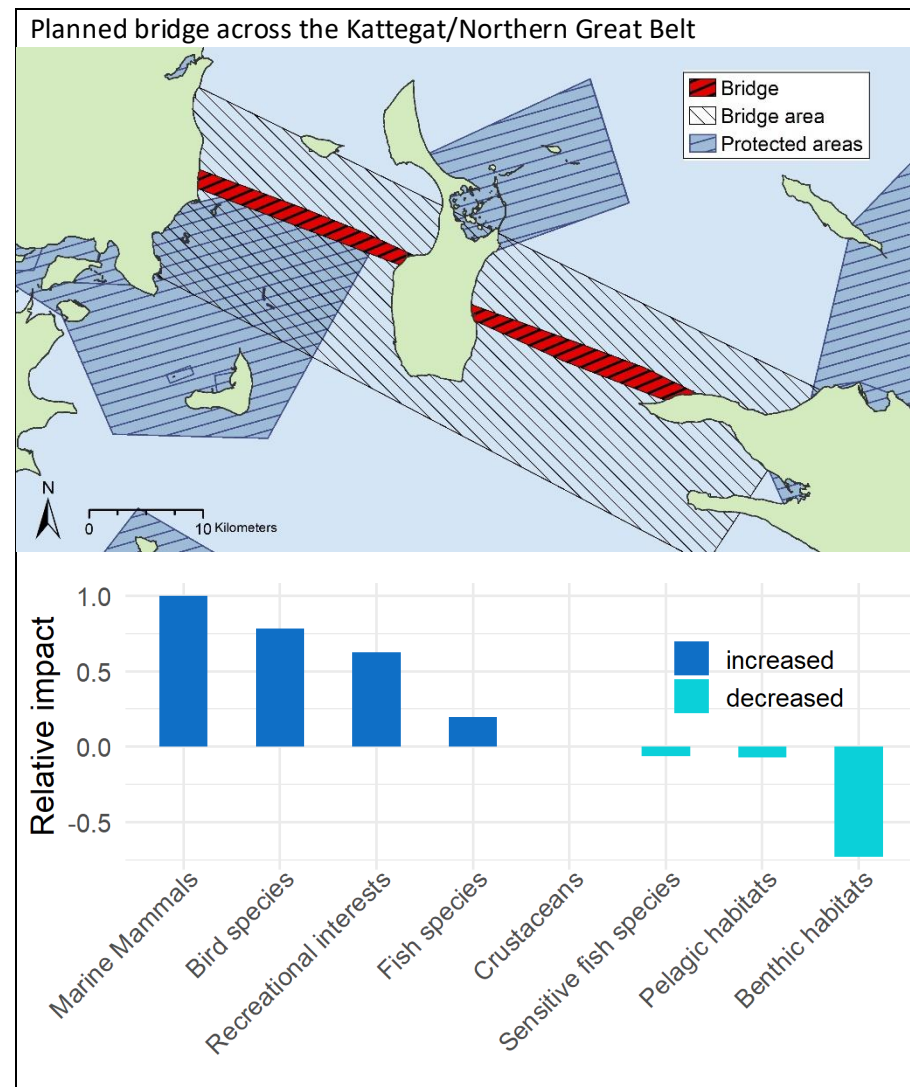 Planned bridge across the Kattegat/Northern Great Belt
Bridge
Bridge area
Protected areas
N
0 10 Kilometers
Relative impact
1.0
0.5
0.0
-0.5
increased
decreased
Marine Mammals
Bird species
Recreational interests
Fish species
Crustaceans
Sensitive fish species
Pelagic habitats
Benthic habitats